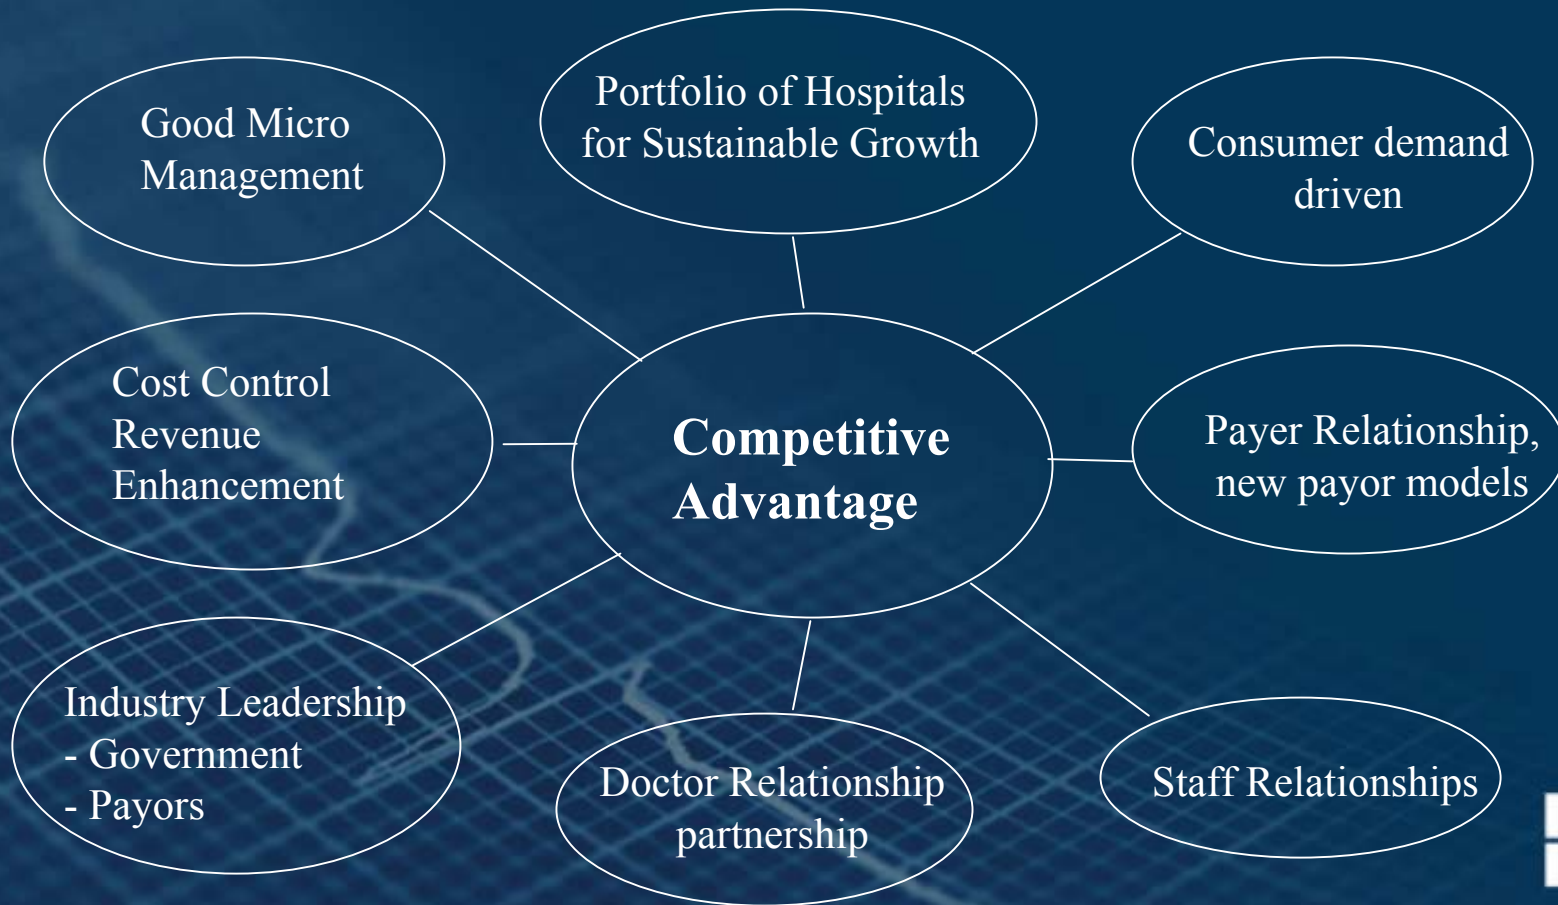 Good Micro
Management
Portfolio of Hospitals
for Sustainable Growth
Consumer demand
driven
Cost Control
Revenue
Enhancement
Competitive
Advantage
Payer Relationship,
new payor models
Industry Leadership
- Government
- Payors
Doctor Relationship
partnership
Staff Relationships